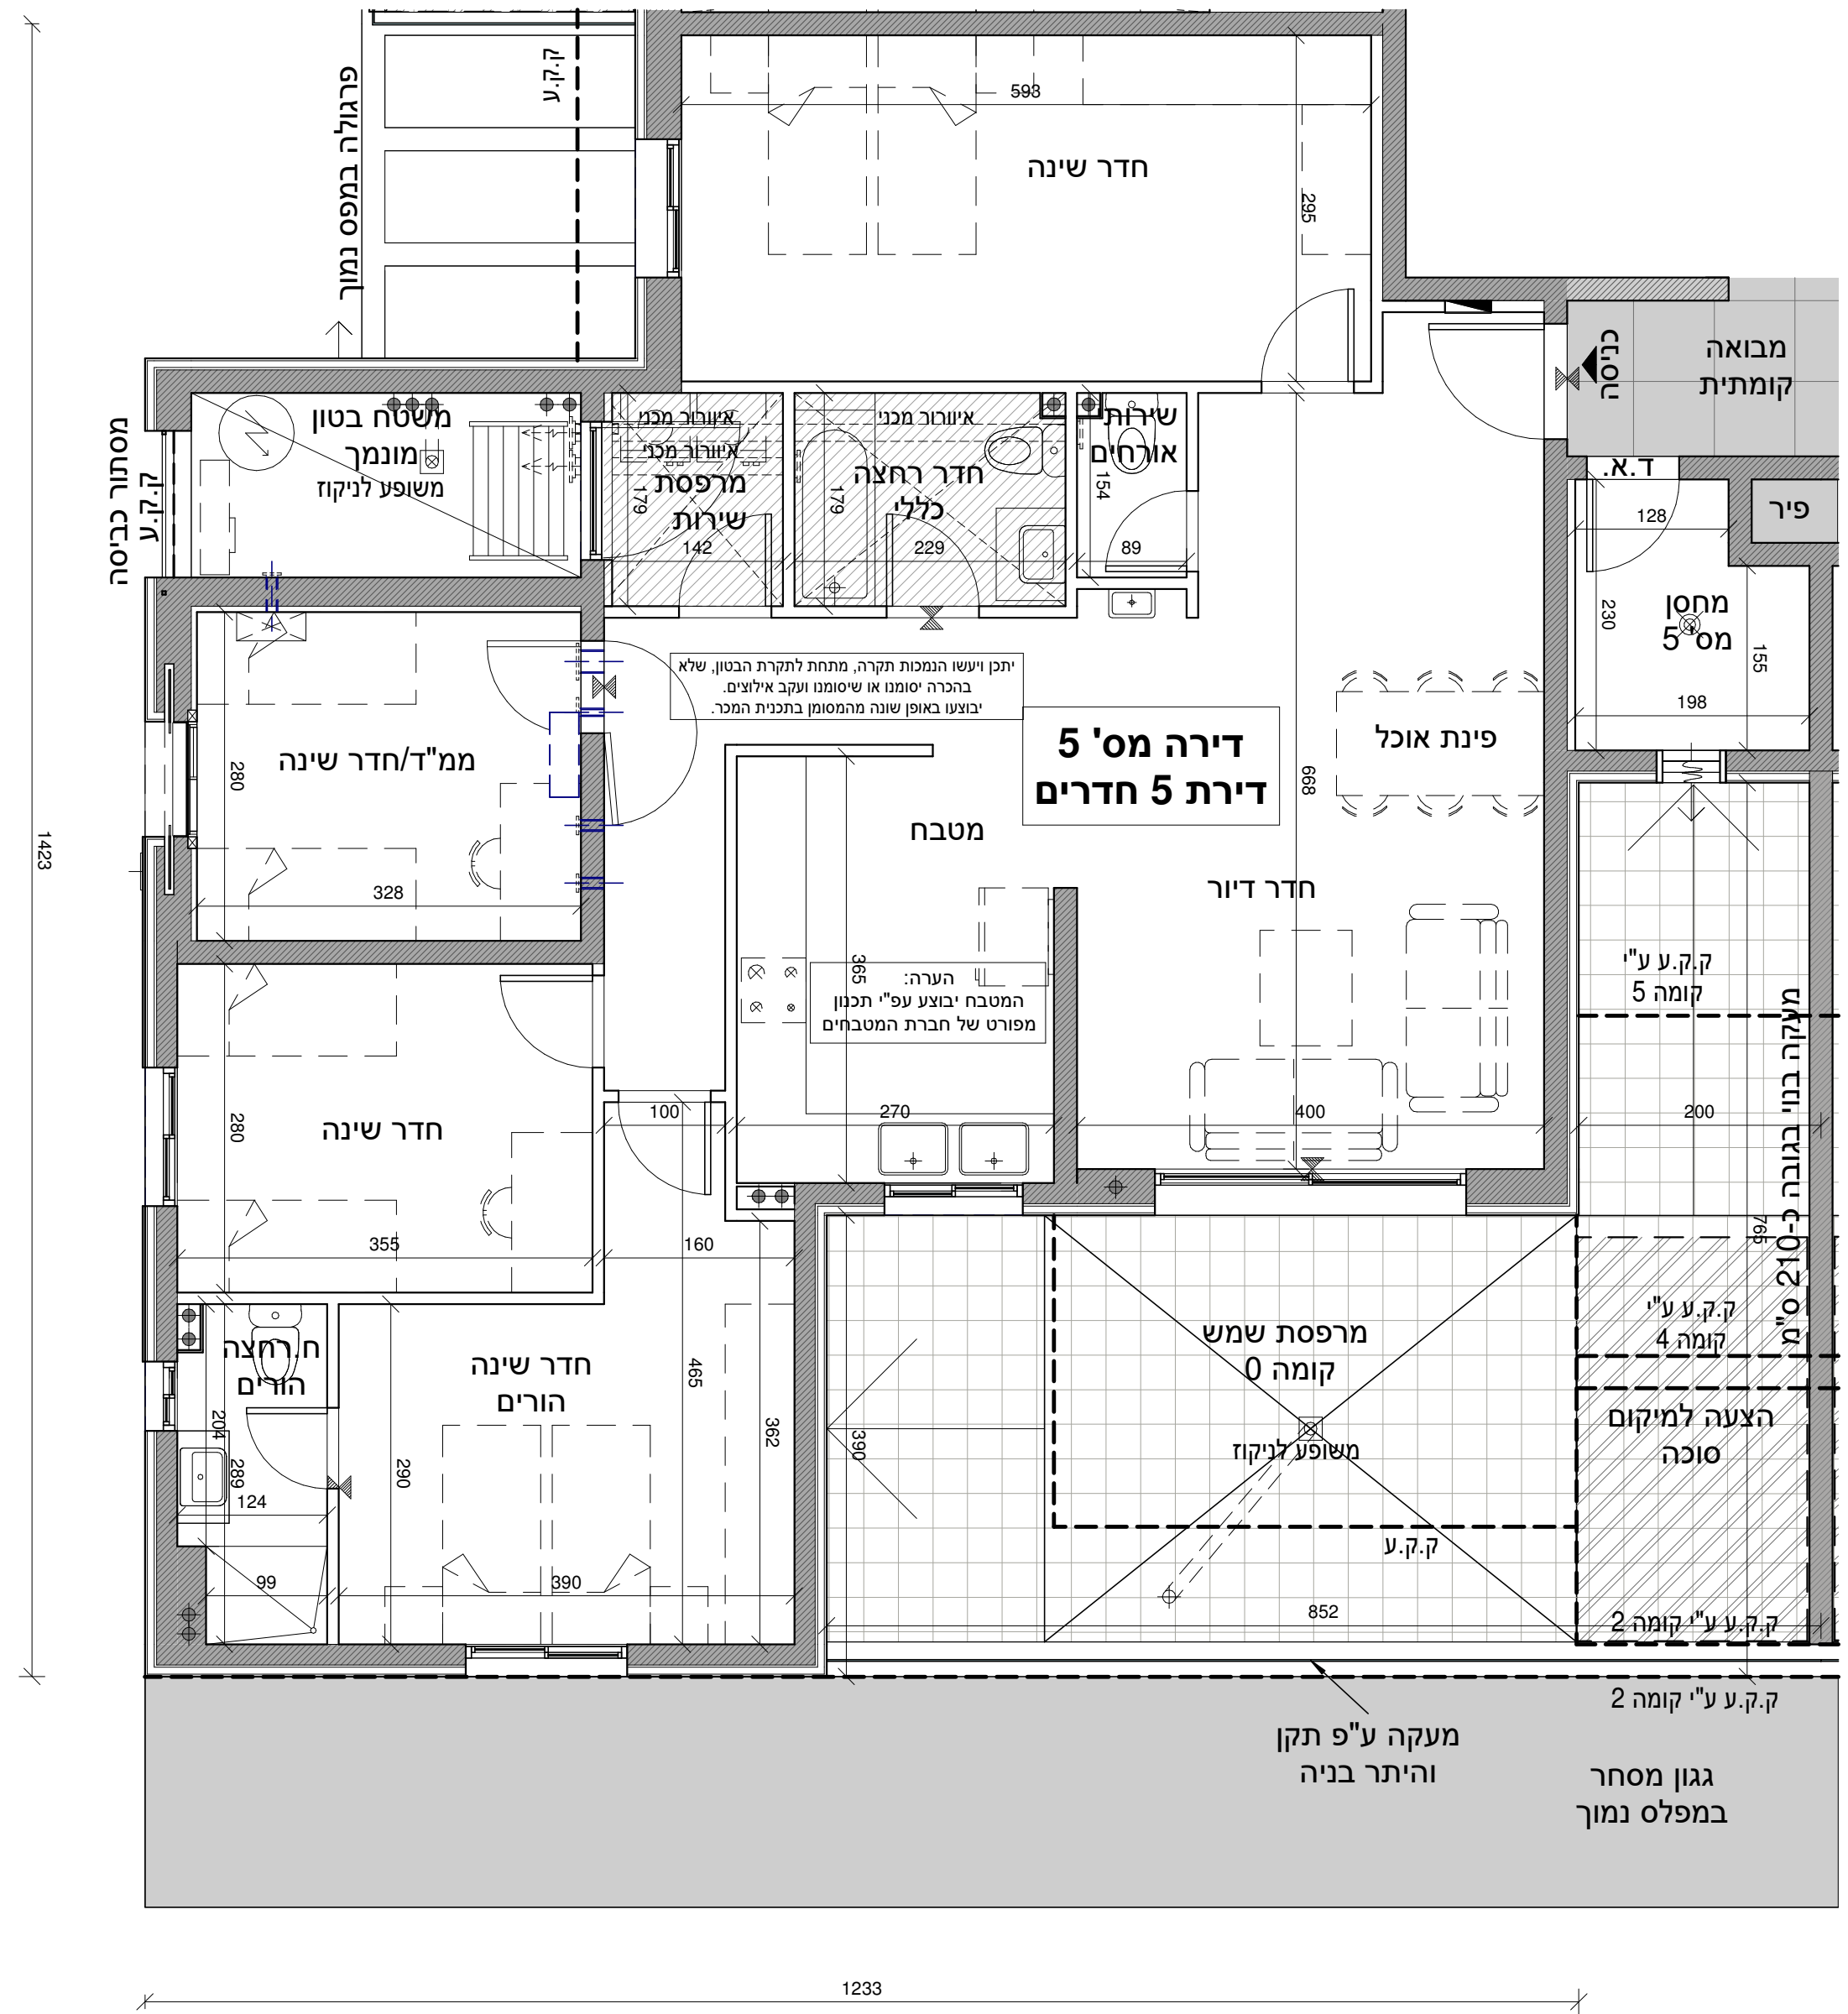 ק.ק.ע
פרגולה במפס נמוך
593
חדר שינה
295
כניסה
מבואה
קומתית
מסתור כביסה
ק.ק.ע
משטח בטון
מונמך
משופע לניקוז
איוורור מכני
איוורור מכני
מרפסת
שירות
179
142
איוורור מכני
חדר רחצה
כללי
179
229
שירות
אורחים
154
89
ד.א.
128
פיר
מחסן
מס' 5
230
155
198
יתכן ויעשו הנמכות תקרה, מתחת לתקרת הבטון, שלא
בהכרה יסומנו או שיסומנו ועקב אילוצים.
יבוצעו באופן שונה מהמסומן בתכנית המכר.
דירה מס' 5
דירת 5 חדרים
פינת אוכל
668
ממ"ד/חדר שינה
280
328
מטבח
חדר דיור
1423
365
הערה:
המטבח יבוצע עפ"י תכנון
מפורט של חברת המטבחים
ק.ק.ע ע"י
קומה 5
מעקה בנוי בגובה כ-210 ס"מ
חדר שינה
280
100
270
400
200
355
160
765
ק.ק.ע ע"י
קומה 4
מרפסת שמש
קומה 0
משופע לניקוז
ח.רחצה
הורים
חדר שינה
הורים
465
362
390
204
289
124
290
הצעה למיקום
סוכה
ק.ק.ע
99
390
852
ק.ק.ע ע"י קומה 2
ק.ק.ע ע"י קומה 2
מעקה ע"פ תקן
והיתר בניה
גגון מסחר
במפלס נמוך
1233